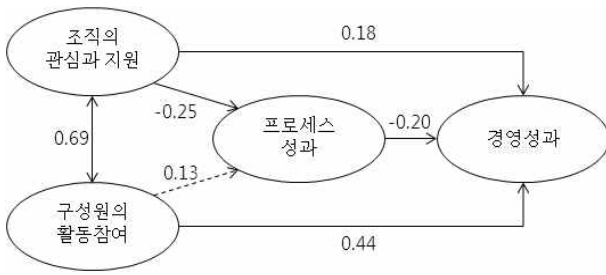 조직의
관심과 지원
0.18
-0.25
프로세스
성과
-0.20
경영성과
0.69
0.13
구성원의
활동참여
0.44